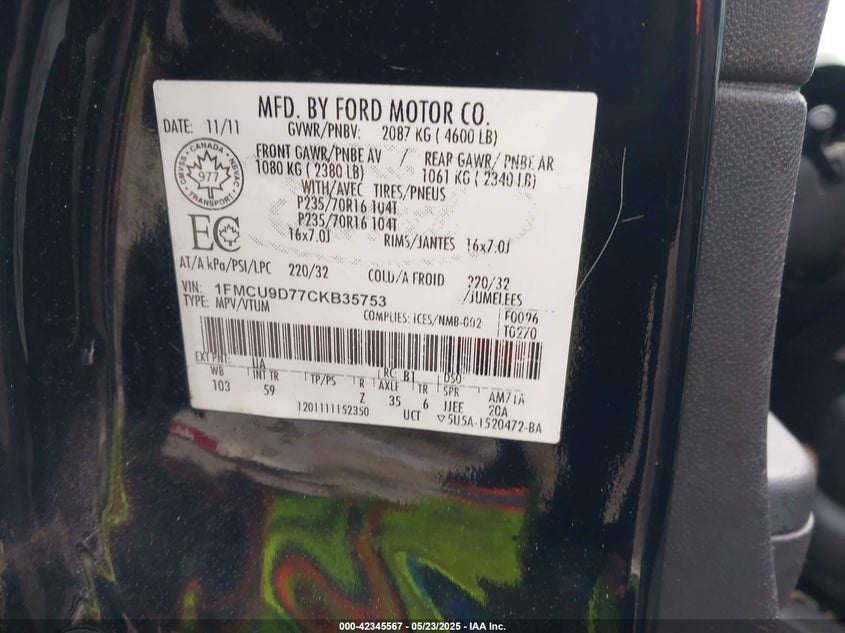 MFD. BY FORD MOTOR CO.
DATE: 11/11
GVWR/PNBV: 2087 KG ( 4600 LB)
FRONT GAWR/PNBE AV / REAR GAWR/ PNBE AR
1080 KG ( 2380 LB) 1061 KG ( 2340 LB)
WITH/AVEC TIRES/PNEUS
P235/70R16 104T
P235/70R16 104T
16x7.0J RIMS/JANTES 16x7.0J
CANADA
977
TRANSPORT
EC
AT/A kPa/PSI/LPC 220/32 COLD/A FROID 220/32
/JUMELEES
VIN: 1FMCU9D77CKB35753
TYPE: MPV/VTUM
COMPLIES: ICES/NMB-002
F0096
T0270
EXT PNT: UA RC: B1 DSO:
WB INT TR TP/PS R AXLE TR SPR AM71A
103 59 Z 35 6 JJEE 20A
1201111152350 UCT ▽5U5A-1520472-BA
000-42345567 - 05/23/2025 - IAA Inc.